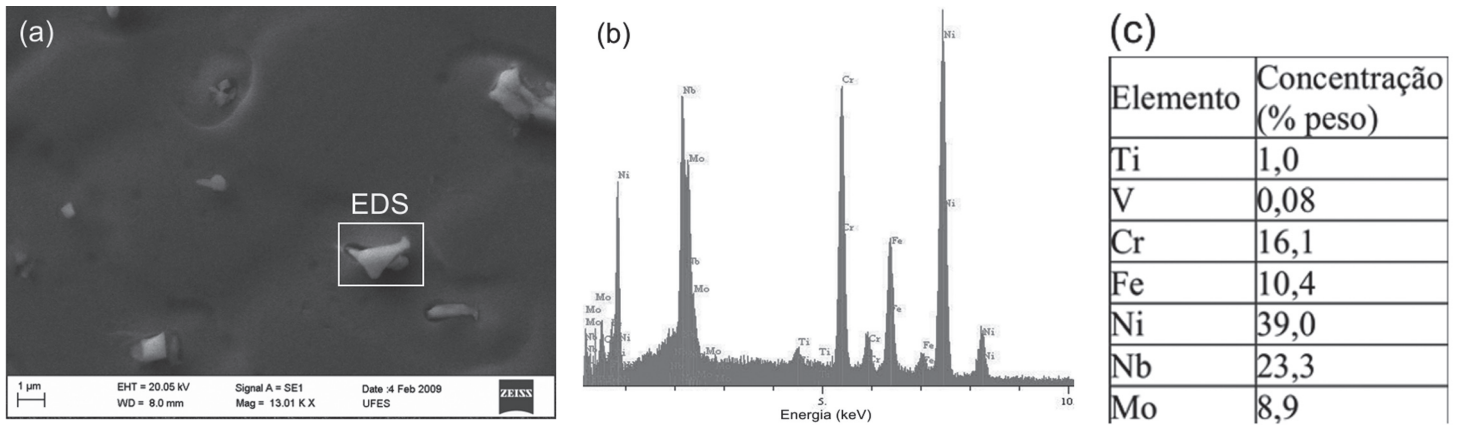 (a)
EDS
1 µm
EHT = 20.05 kV
WD = 8.0 mm
Signal A = SE1
Mag = 13.01 K X
Date :4 Feb 2009
UFES
ZEISS
(b)
Ni
Cr
Nb
Mo
Ni
Ni
Cr
Fe
Nb
Mo
Mo
Mo
Mo
Fe
Ni
Ni
Cr
Ti
Ti
Mo
Fe
Cr
Fe
Ni
5.
10
Energia (keV)
(c)
Elemento Concentração
(% peso)
Ti 1,0
V 0,08
Cr 16,1
Fe 10,4
Ni 39,0
Nb 23,3
Mo 8,9